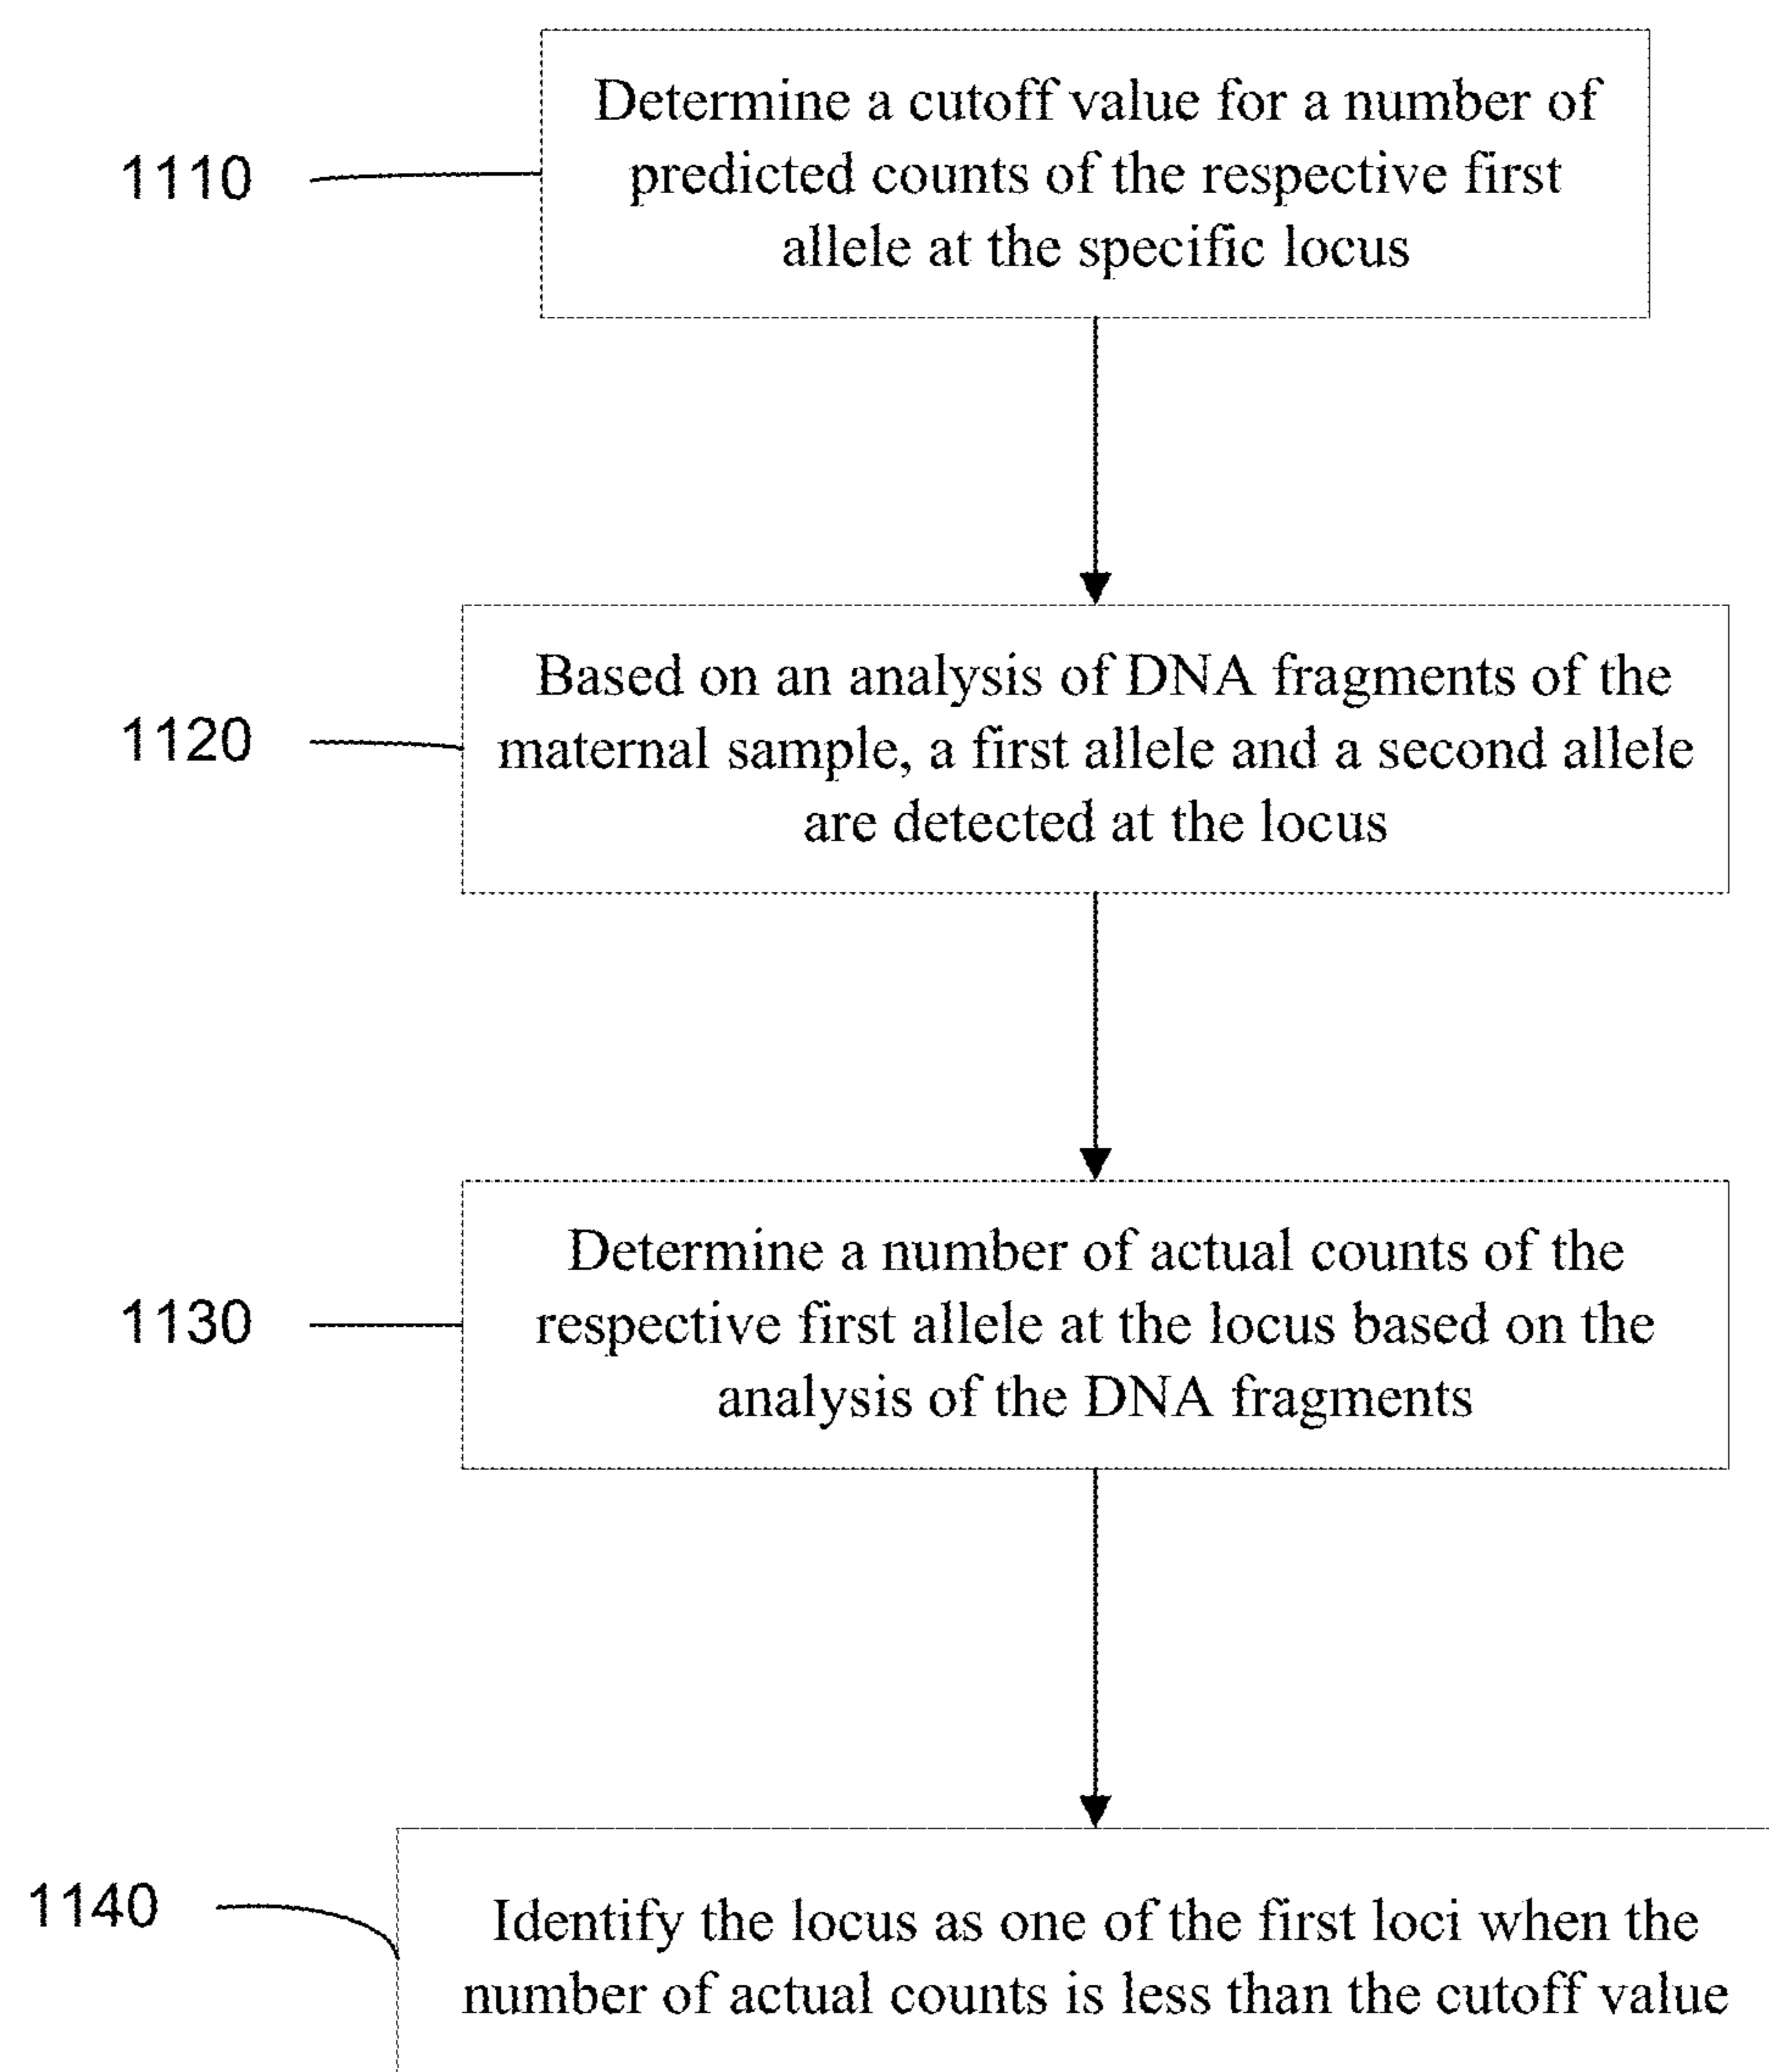 1110
Determine a cutoff value for a number of
predicted counts of the respective first
allele at the specific locus
1120
Based on an analysis of DNA fragments of the
maternal sample, a first allele and a second allele
are detected at the locus
1130
Determine a number of actual counts of the
respective first allele at the locus based on the
analysis of the DNA fragments
1140
Identify the locus as one of the first loci when the
number of actual counts is less than the cutoff value